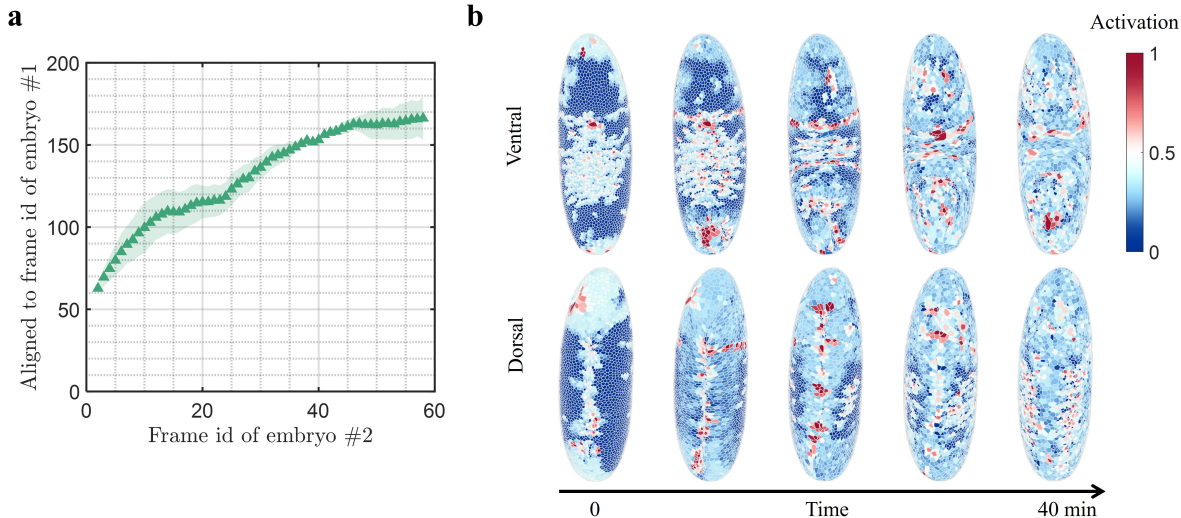 a
Aligned to frame id of embryo #1
200
150
100
50
0
0 20 40 60
Frame id of embryo #2
b
Activation
1
0.5
0
Ventral
Dorsal
0 Time 40 min